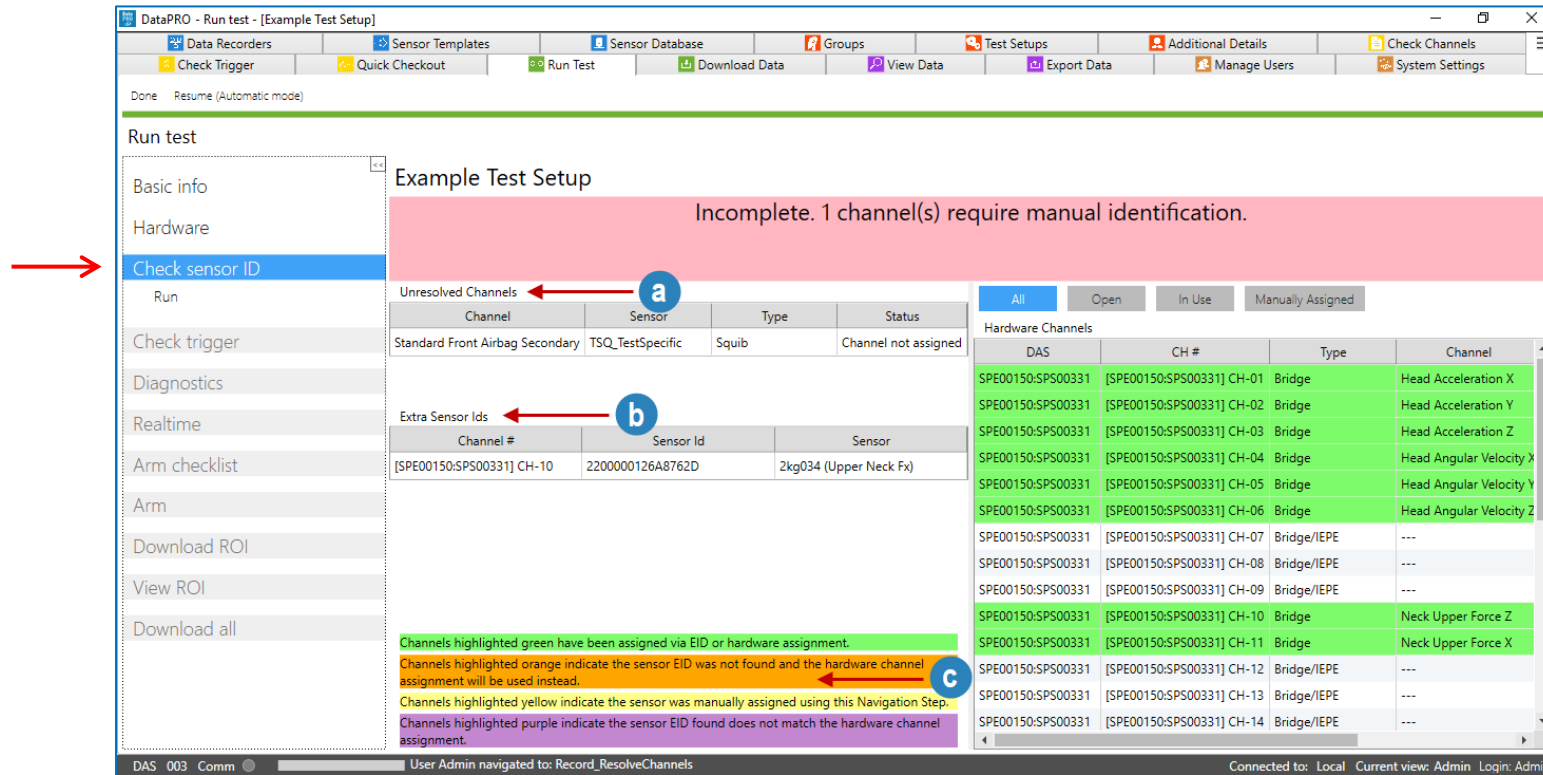 DataPRO - Run test - [Example Test Setup]
Data Recorders Sensor Templates Sensor Database Groups Test Setups Additional Details Check Channels
Check Trigger Quick Checkout Run Test Download Data View Data Export Data Manage Users System Settings
Done Resume (Automatic mode)
Run test
<<
Basic info
Hardware
Check sensor ID
Run
Check trigger
Diagnostics
Realtime
Arm checklist
Arm
Download ROI
View ROI
Download all
Example Test Setup
Incomplete. 1 channel(s) require manual identification.
Unresolved Channels
a
Channel Sensor Type Status
Standard Front Airbag Secondary TSQ_TestSpecific Squib Channel not assigned
Extra Sensor Ids
b
Channel # Sensor Id Sensor
[SPE00150:SPS00331] CH-10 2200000126A8762D 2kg034 (Upper Neck Fx)
Channels highlighted green have been assigned via EID or hardware assignment.
Channels highlighted orange indicate the sensor EID was not found and the hardware channel
assignment will be used instead.
c
Channels highlighted yellow indicate the sensor was manually assigned using this Navigation Step.
Channels highlighted purple indicate the sensor EID found does not match the hardware channel
assignment.
All Open In Use Manually Assigned
Hardware Channels
DAS CH # Type Channel
SPE00150:SPS00331 [SPE00150:SPS00331] CH-01 Bridge Head Acceleration X
SPE00150:SPS00331 [SPE00150:SPS00331] CH-02 Bridge Head Acceleration Y
SPE00150:SPS00331 [SPE00150:SPS00331] CH-03 Bridge Head Acceleration Z
SPE00150:SPS00331 [SPE00150:SPS00331] CH-04 Bridge Head Angular Velocity X
SPE00150:SPS00331 [SPE00150:SPS00331] CH-05 Bridge Head Angular Velocity Y
SPE00150:SPS00331 [SPE00150:SPS00331] CH-06 Bridge Head Angular Velocity Z
SPE00150:SPS00331 [SPE00150:SPS00331] CH-07 Bridge/IEPE ---
SPE00150:SPS00331 [SPE00150:SPS00331] CH-08 Bridge/IEPE ---
SPE00150:SPS00331 [SPE00150:SPS00331] CH-09 Bridge/IEPE ---
SPE00150:SPS00331 [SPE00150:SPS00331] CH-10 Bridge Neck Upper Force Z
SPE00150:SPS00331 [SPE00150:SPS00331] CH-11 Bridge Neck Upper Force X
SPE00150:SPS00331 [SPE00150:SPS00331] CH-12 Bridge/IEPE ---
SPE00150:SPS00331 [SPE00150:SPS00331] CH-13 Bridge/IEPE ---
SPE00150:SPS00331 [SPE00150:SPS00331] CH-14 Bridge/IEPE ---
DAS 003 Comm User Admin navigated to: Record_ResolveChannels Connected to: Local Current view: Admin Login: Admi